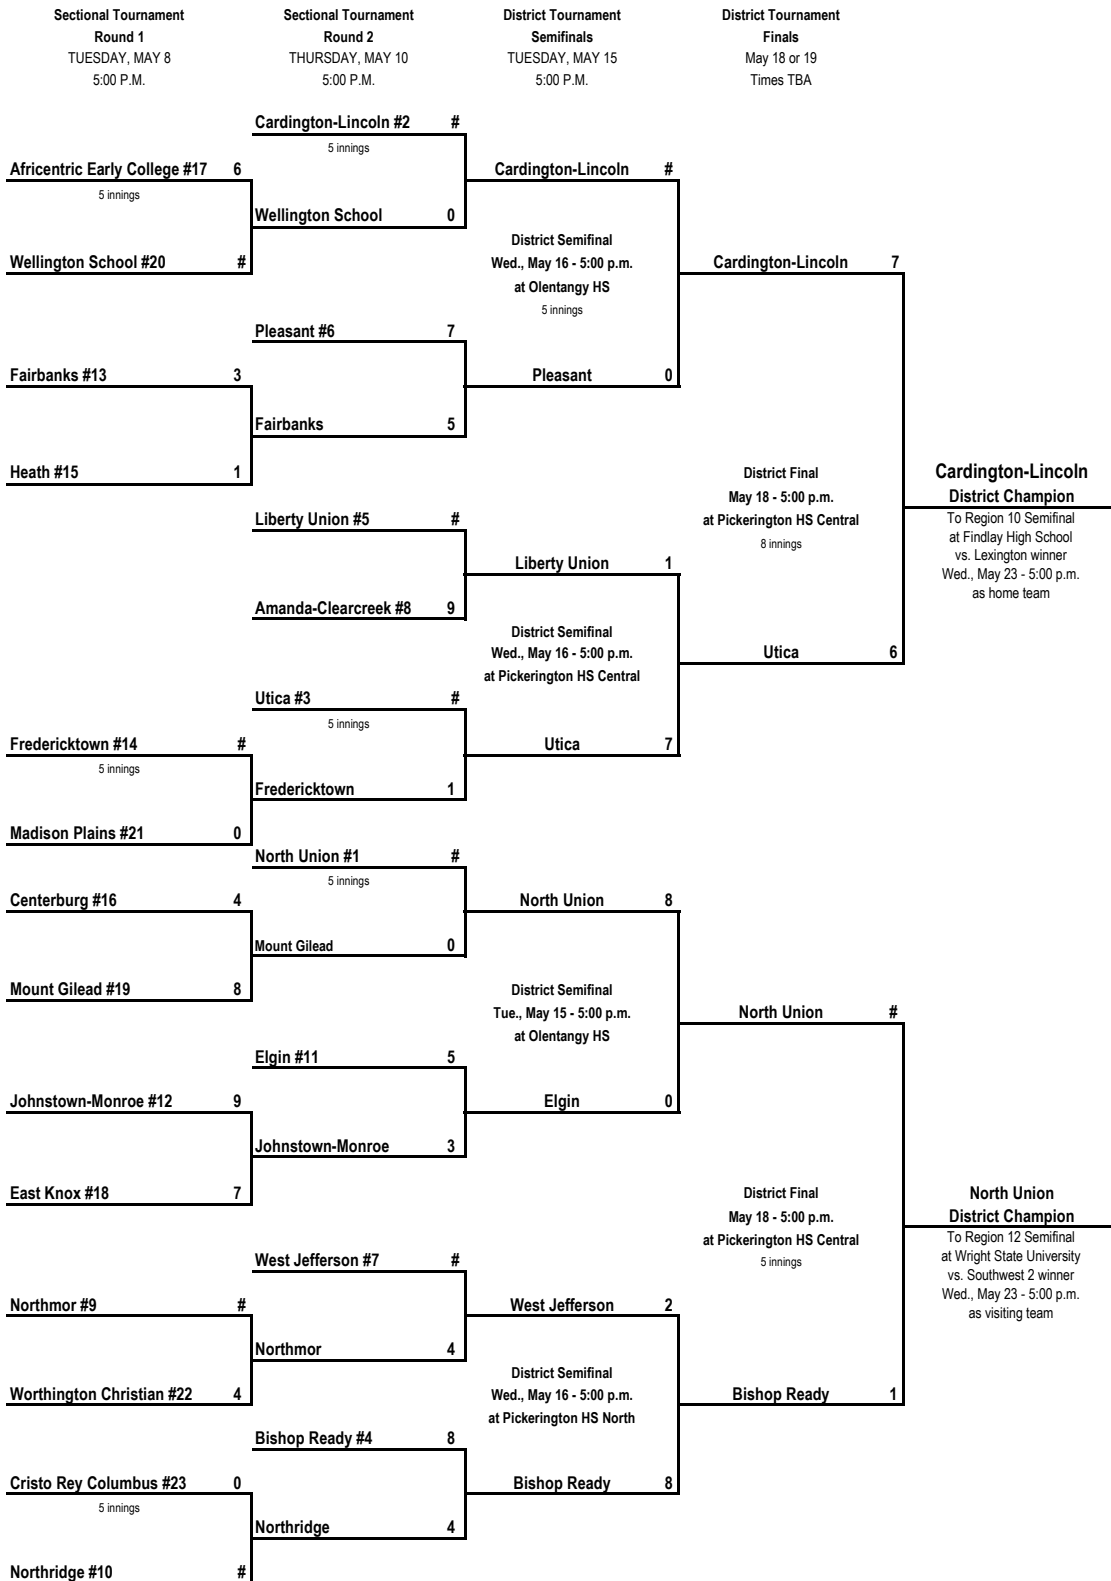 Sectional Tournament
Round 1
TUESDAY, MAY 8
5:00 P.M.
Sectional Tournament
Round 2
THURSDAY, MAY 10
5:00 P.M.
District Tournament
Semifinals
TUESDAY, MAY 15
5:00 P.M.
District Tournament
Finals
May 18 or 19
Times TBA
Africentric Early College #17 6
5 innings
Wellington School #20 #
Fairbanks #13 3
Heath #15 1
Fredericktown #14 #
5 innings
Madison Plains #21 0
Centerburg #16 4
Mount Gilead #19 8
Johnstown-Monroe #12 9
East Knox #18 7
Northmor #9 #
Worthington Christian #22 4
Cristo Rey Columbus #23 0
5 innings
Northridge #10 #
Cardington-Lincoln #2 #
5 innings
Wellington School 0
Pleasant #6 7
Fairbanks 5
Liberty Union #5 #
Amanda-Clearcreek #8 9
Utica #3 #
5 innings
Fredericktown 1
North Union #1 #
5 innings
Mount Gilead 0
Elgin #11 5
Johnstown-Monroe 3
West Jefferson #7 #
Northmor 4
Bishop Ready #4 8
Northridge 4
Cardington-Lincoln #
District Semifinal
Wed., May 16 - 5:00 p.m.
at Olentangy HS
5 innings
Pleasant 0
Liberty Union 1
District Semifinal
Wed., May 16 - 5:00 p.m.
at Pickerington HS Central
Utica 7
North Union 8
District Semifinal
Tue., May 15 - 5:00 p.m.
at Olentangy HS
Elgin 0
West Jefferson 2
District Semifinal
Wed., May 16 - 5:00 p.m.
at Pickerington HS North
Bishop Ready 8
Cardington-Lincoln 7
District Final
May 18 - 5:00 p.m.
at Pickerington HS Central
8 innings
Utica 6
North Union #
District Final
May 18 - 5:00 p.m.
at Pickerington HS Central
5 innings
Bishop Ready 1
Cardington-Lincoln
District Champion
To Region 10 Semifinal
at Findlay High School
vs. Lexington winner
Wed., May 23 - 5:00 p.m.
as home team
North Union
District Champion
To Region 12 Semifinal
at Wright State University
vs. Southwest 2 winner
Wed., May 23 - 5:00 p.m.
as visiting team